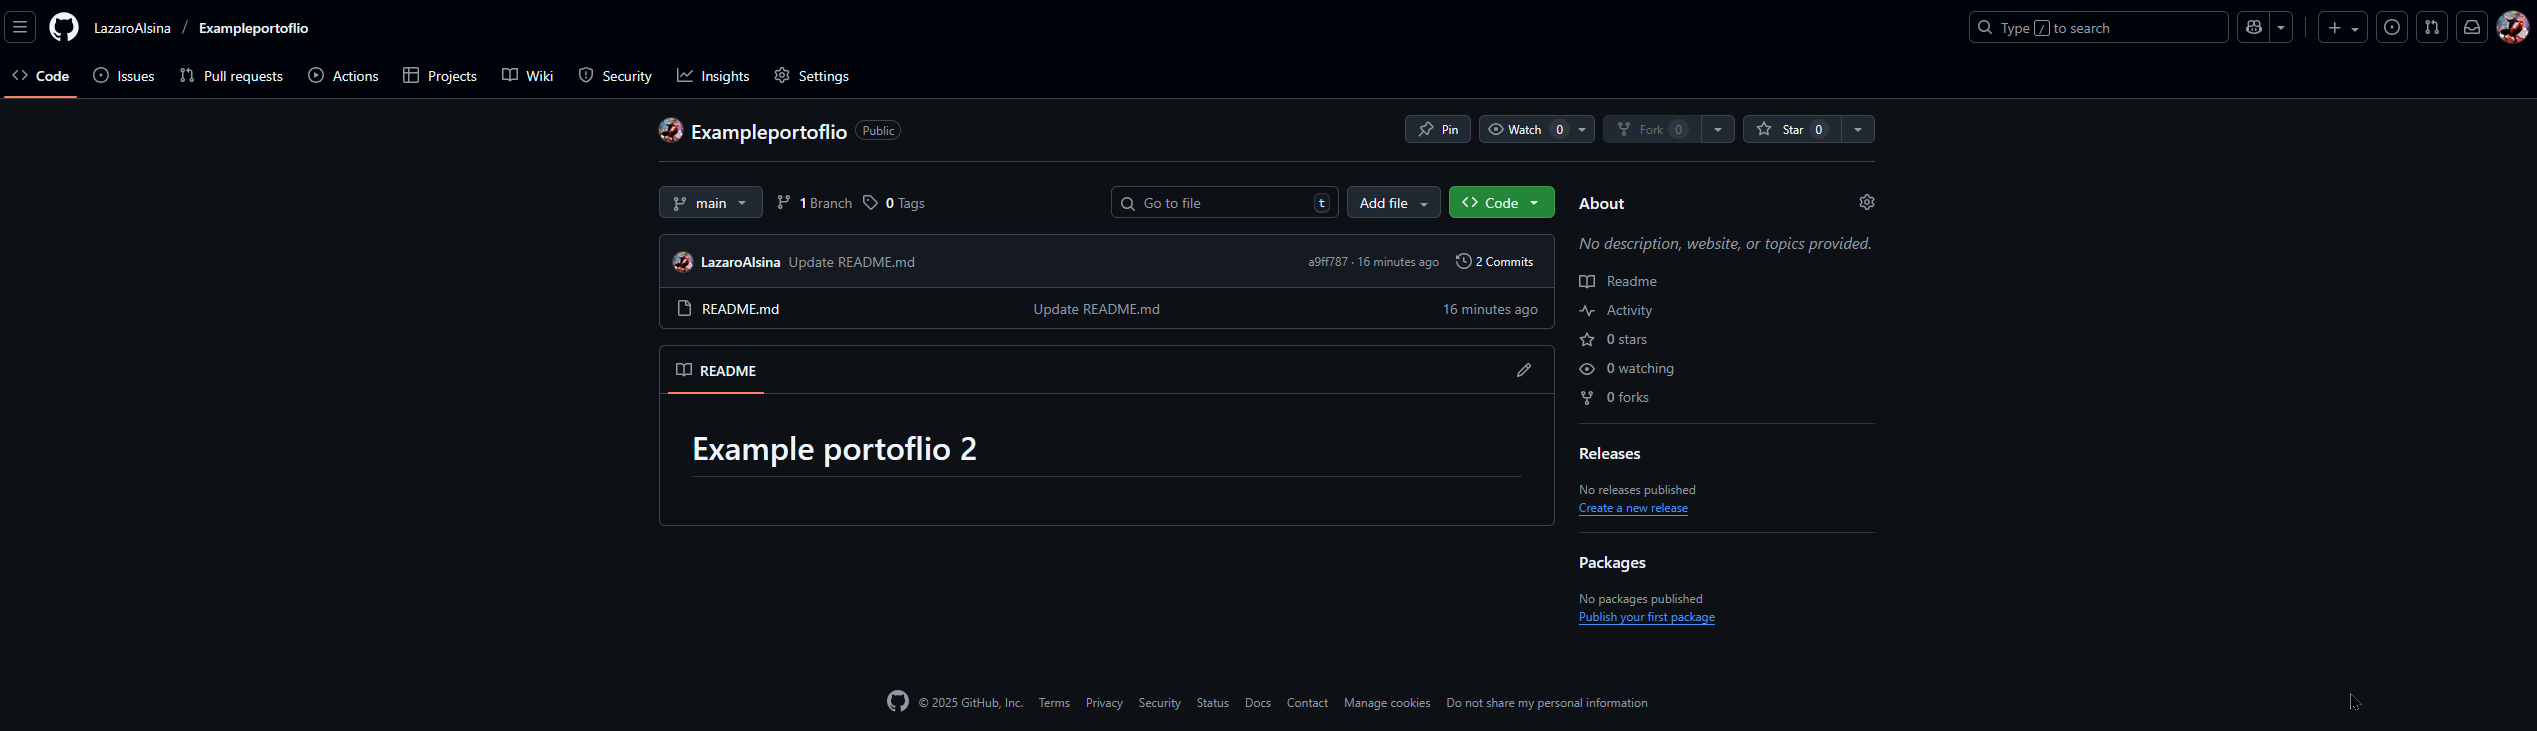 LazaroAlsina / Exampleportoflio
Type / to search
Code Issues Pull requests Actions Projects Wiki Security Insights Settings
Exampleportoflio Public
Pin Watch 0 Fork 0 Star 0
main 1 Branch 0 Tags Go to file t Add file Code
LazaroAlsina Update README.md a9ff787 · 16 minutes ago 2 Commits
README.md Update README.md 16 minutes ago
README
Example portoflio 2
About
No description, website, or topics provided.
Readme
Activity
0 stars
0 watching
0 forks
Releases
No releases published
Create a new release
Packages
No packages published
Publish your first package
© 2025 GitHub, Inc. Terms Privacy Security Status Docs Contact Manage cookies Do not share my personal information